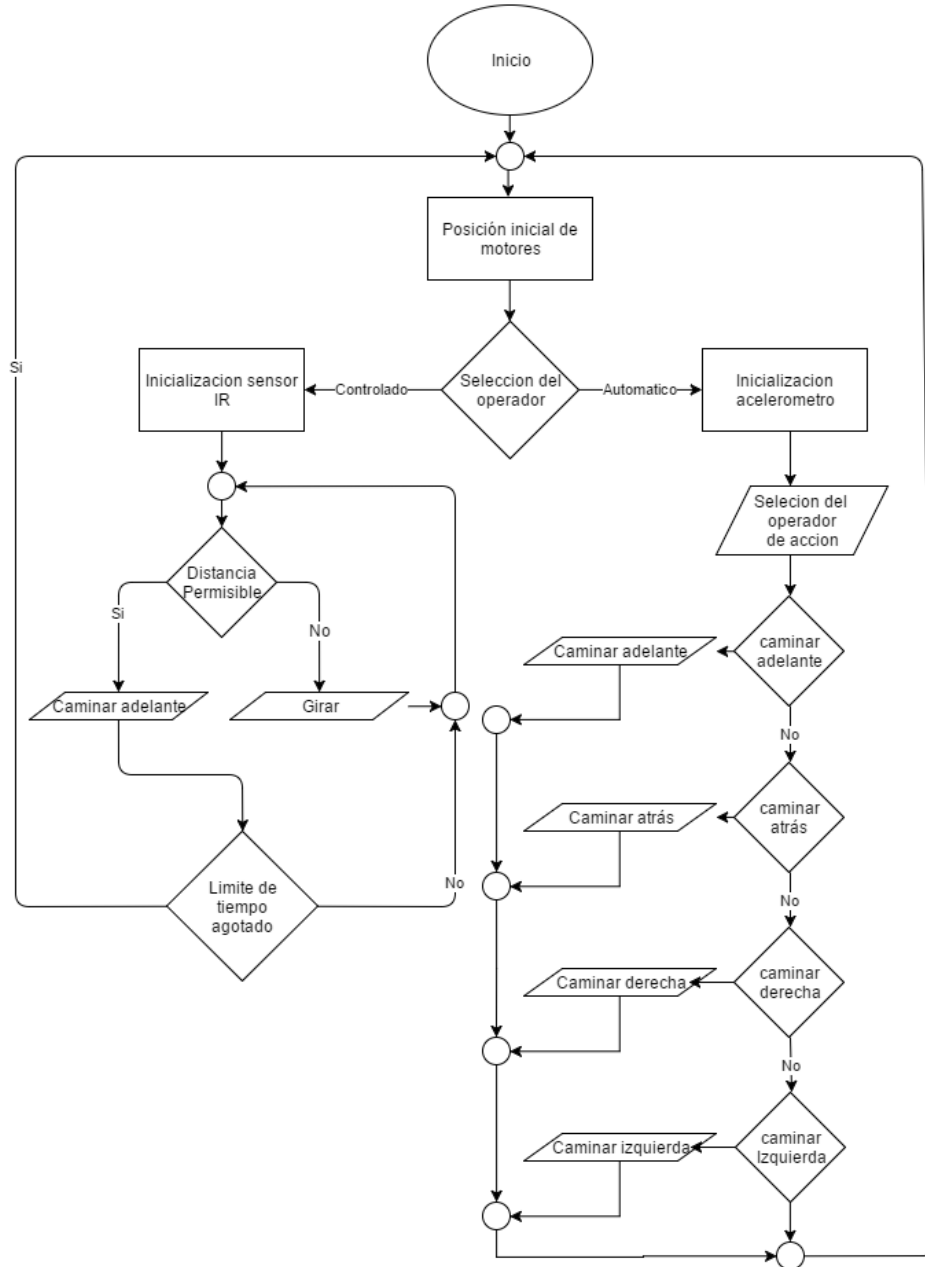 Inicio
Posición inicial de
motores
Si
Inicializacion sensor
IR
Controlado
Seleccion del
operador
Automatico
Inicializacion
acelerometro
Selecion del
operador
de accion
Distancia
Permisible
Si
No
caminar
adelante
Caminar adelante
Caminar adelante
Girar
No
caminar
atrás
Caminar atrás
Limite de
tiempo
agotado
No
No
caminar
derecha
Caminar derecha
No
caminar
Izquierda
Caminar izquierda